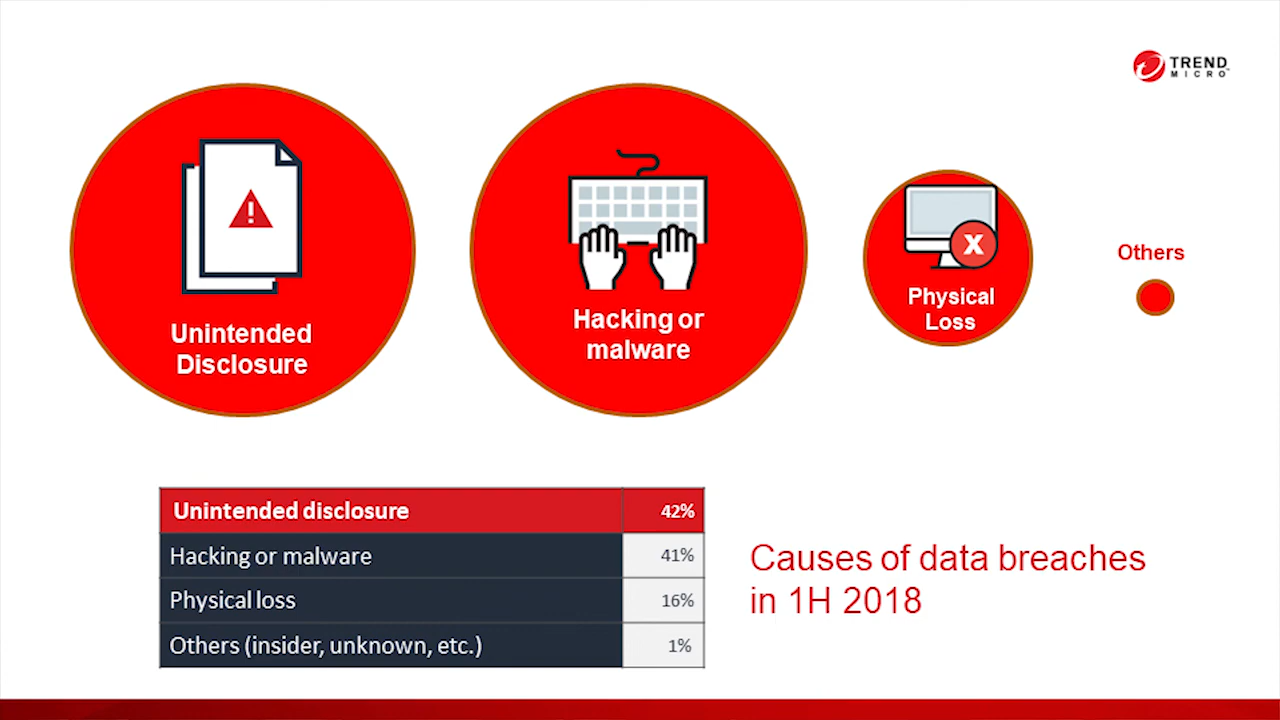 TREND
MICRO™
!
Unintended
Disclosure
Hacking or
malware
X
Physical
Loss
Others
Unintended disclosure 42%
Hacking or malware 41%
Physical loss 16%
Others (insider, unknown, etc.) 1%
Causes of data breaches
in 1H 2018